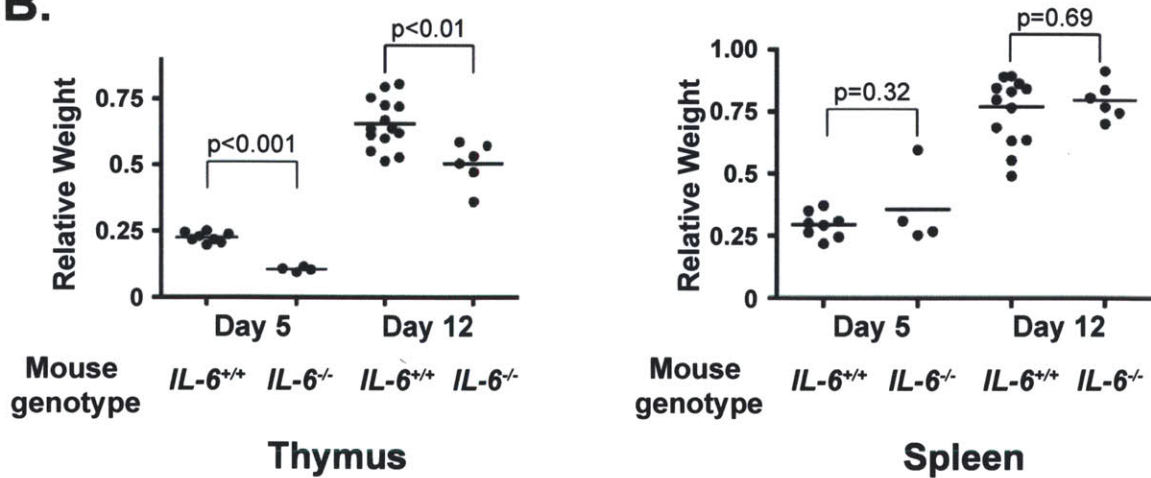 B.
p<0.01
p<0.001
Relative Weight
0.75
0.5
0.25
0
Day 5 Day 12
Mouse genotype
IL-6+/+ IL-6-/- IL-6+/+ IL-6-/-
Thymus
p=0.69
p=0.32
Relative Weight
1.00
0.75
0.5
0.25
0
Day 5 Day 12
Mouse genotype
IL-6+/+ IL-6-/- IL-6+/+ IL-6-/-
Spleen